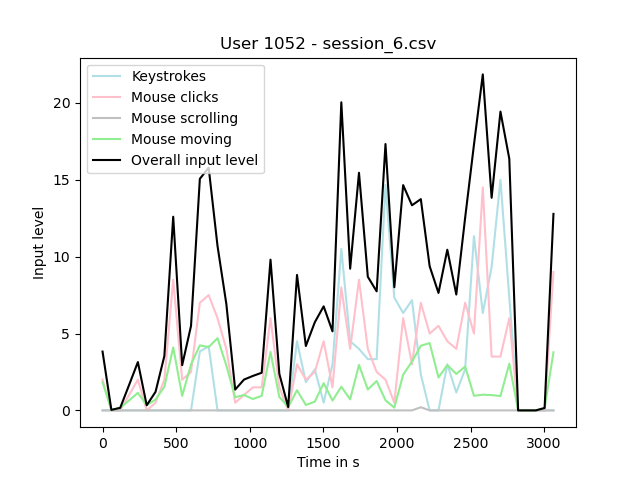 User 1052 - session_6.csv
Keystrokes
Mouse clicks
Mouse scrolling
Mouse moving
Overall input level
Input level
20
15
10
5
0
0 500 1000 1500 2000 2500 3000
Time in s